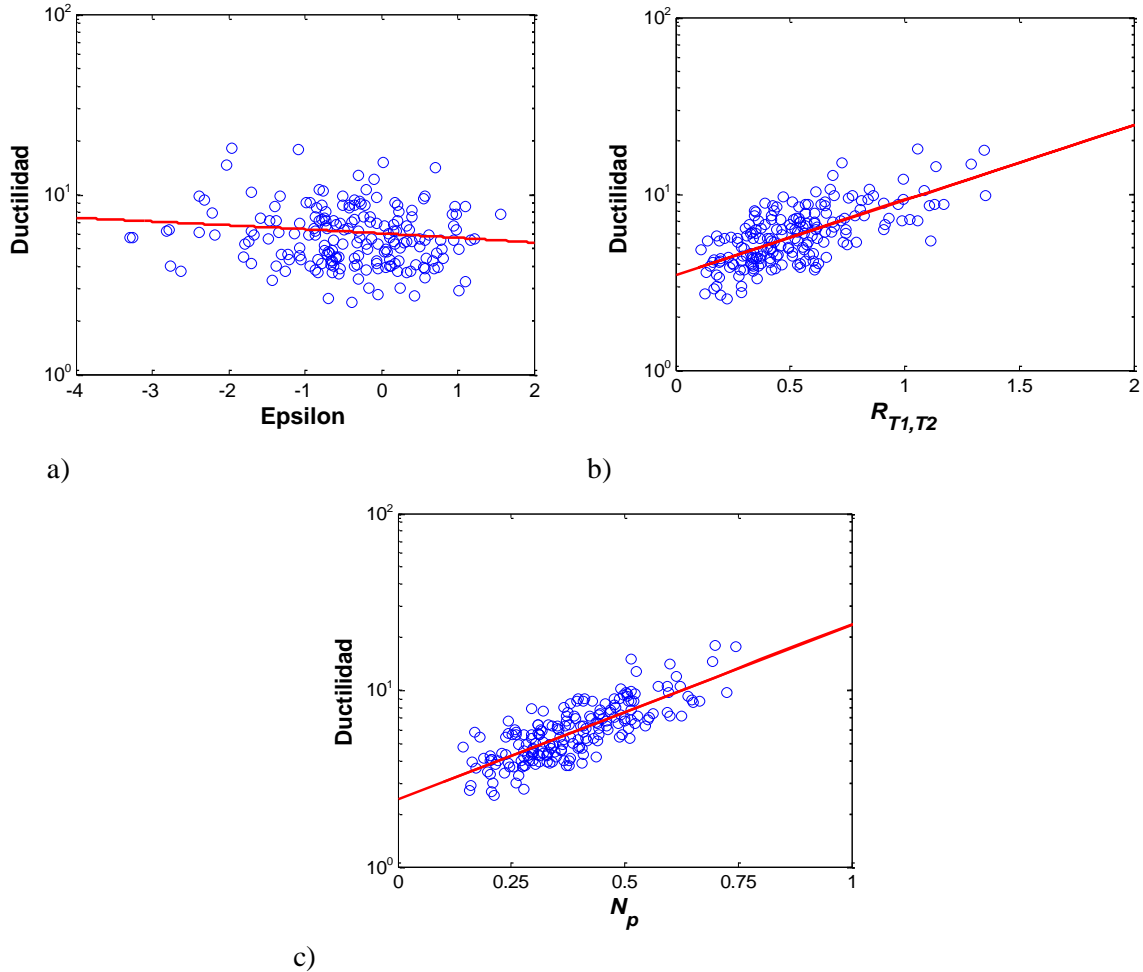 10²
10¹
10⁰
Ductilidad
-4 -3 -2 -1 0 1 2
Epsilon
a)
10²
10¹
10⁰
Ductilidad
0 0.5 1 1.5 2
R_T1,T2
b)
10²
10¹
10⁰
Ductilidad
0 0.25 0.5 0.75 1
N_p
c)